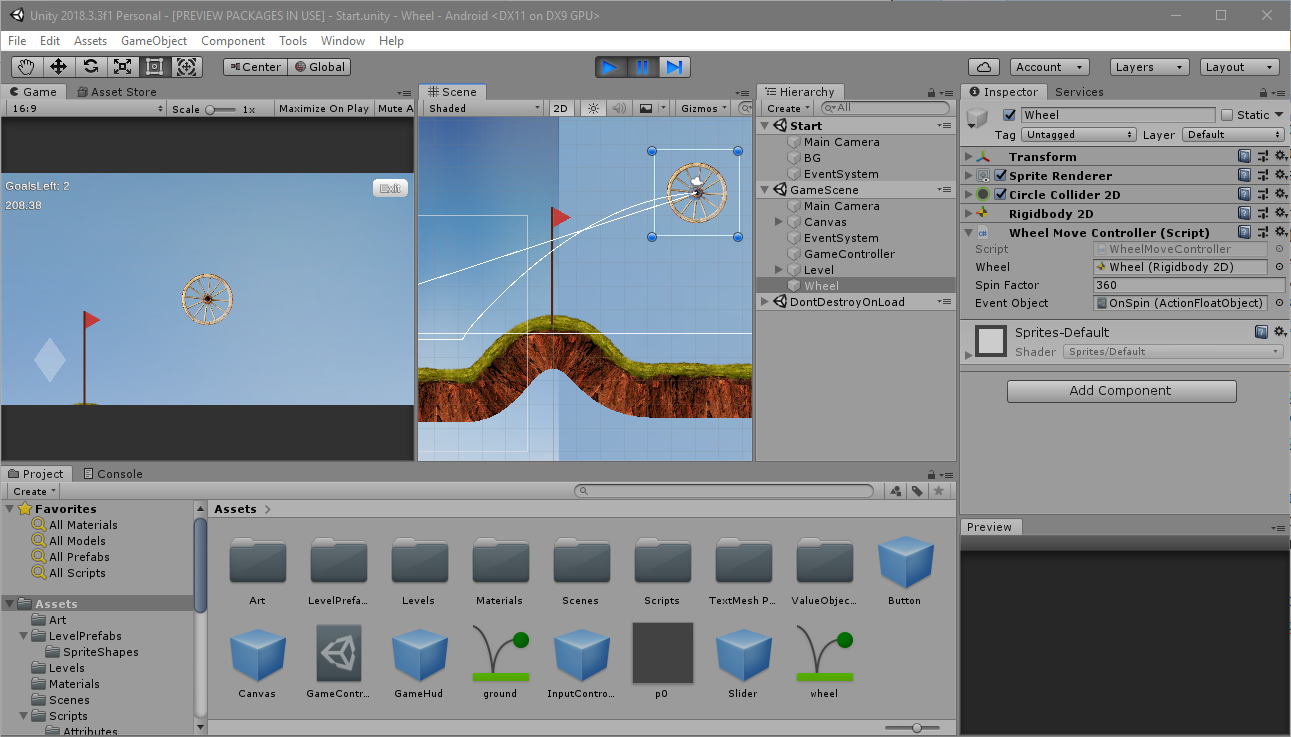 Unity 2018.3.3f1 Personal - [PREVIEW PACKAGES IN USE] - Start.unity - Wheel - Android <DX11 on DX9 GPU>
File Edit Assets GameObject Component Tools Window Help
Center Global Account Layers Layout
Game Asset Store
16:9 Scale 1x Maximize On Play Mute A
GoalsLeft: 2
Exit
208.38
Scene
Shaded 2D Gizmos
Hierarchy
Create All
Start
Main Camera
BG
EventSystem
GameScene
Main Camera
Canvas
EventSystem
GameController
Level
Wheel
DontDestroyOnLoad
Inspector Services
Wheel Static
Tag Untagged Layer Default
Transform
Sprite Renderer
Circle Collider 2D
Rigidbody 2D
Wheel Move Controller (Script)
Script WheelMoveController
Wheel Wheel (Rigidbody 2D)
Spin Factor 360
Event Object OnSpin (ActionFloatObject)
Sprites-Default
Shader Sprites/Default
Add Component
Preview
Project Console
Create
Favorites
All Materials
All Models
All Prefabs
All Scripts
Assets
Art
LevelPrefabs
SpriteShapes
Levels
Materials
Scenes
Scripts
Attributes
Assets
Art LevelPrefa... Levels Materials Scenes Scripts TextMesh P... ValueObjec... Button
Canvas GameContr... GameHud ground InputContro... p0 Slider wheel